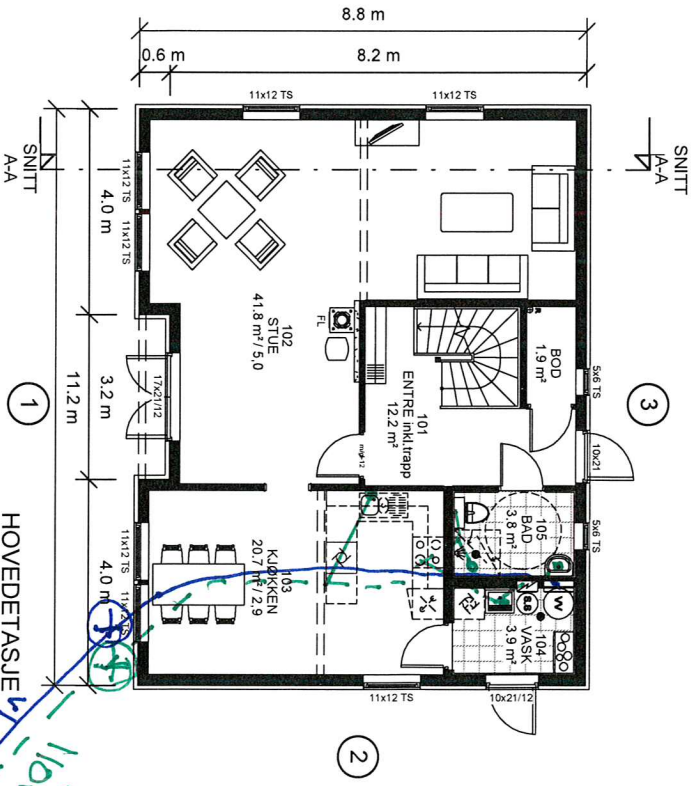 8.8 m
0.6 m
8.2 m
11x12 TS
11x12 TS
SNITT
A-A
SNITT
A-A
11x12 TS
11x12 TS
4.0 m
3.2 m
11.2 m
4.0 m
102
STUE
41.8 m² / 5,0
FL
17x21/12
BOD
1.9 m²
5x6 TS
10x21
101
ENTRE inkl.trapp
12.2 m²
105
BAD
3.8 m²
5x6 TS
103
KJØKKEN
20.7 m² / 2.9
104
VASK
3.9 m²
VV
11x12 TS
11x12 TS
10x21/12
1
2
3
HOVEDETASJE
110